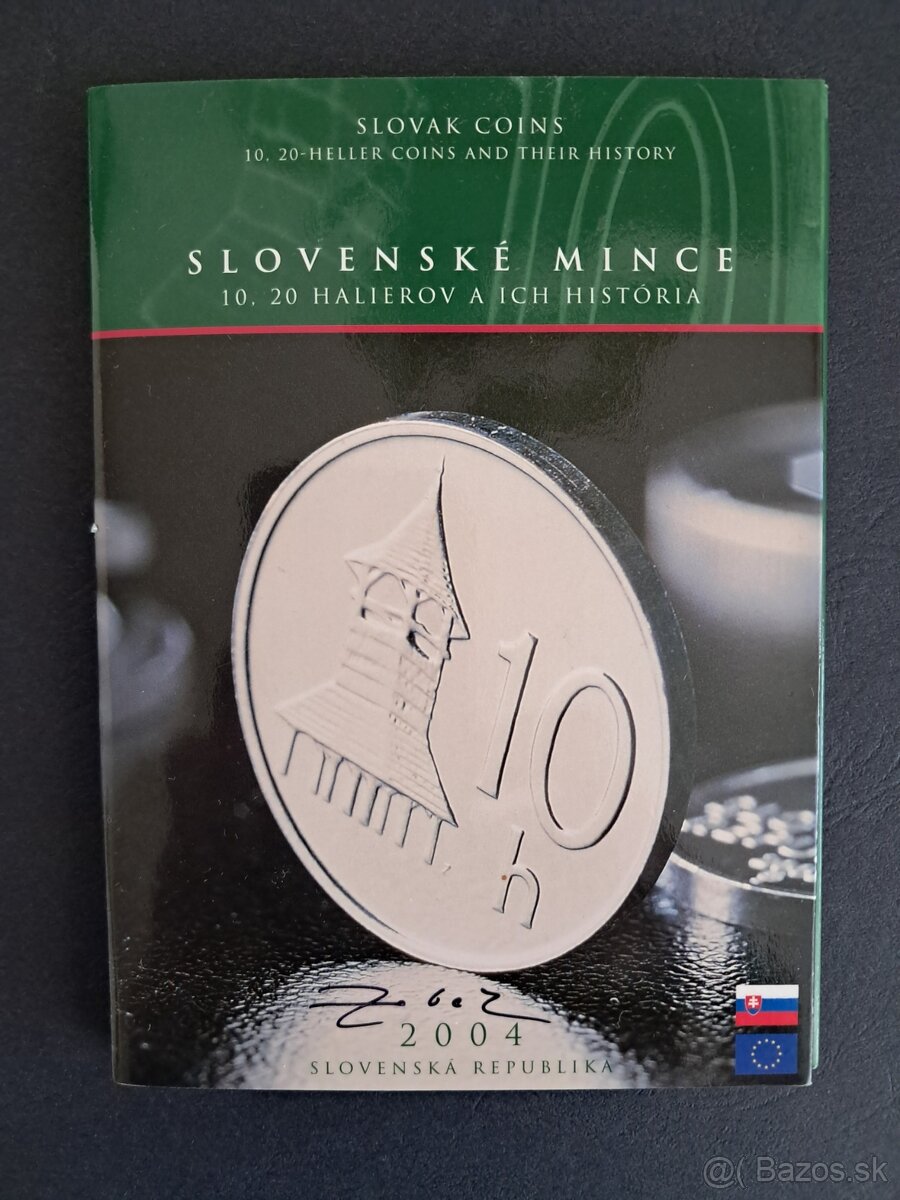 SLOVAK COINS
10, 20-HELLER COINS AND THEIR HISTORY
SLOVENSKÉ MINCE
10, 20 HALIEROV A ICH HISTÓRIA
10
h
2004
SLOVENSKÁ REPUBLIKA
@( Bazos.sk